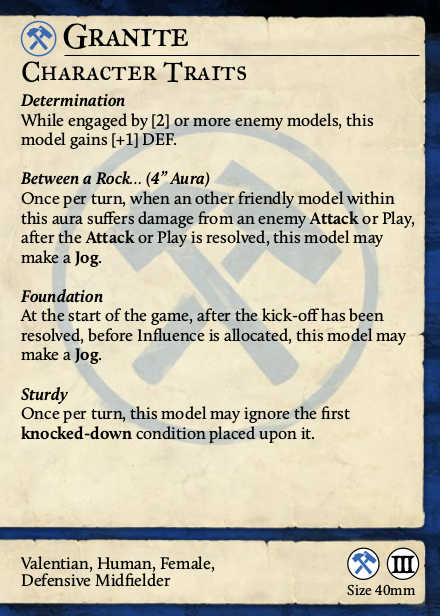 Granite
Character Traits
Determination
While engaged by [2] or more enemy models, this
model gains [+1] DEF.
Between a Rock... (4" Aura)
Once per turn, when an other friendly model within
this aura suffers damage from an enemy Attack or Play,
after the Attack or Play is resolved, this model may
make a Jog.
Foundation
At the start of the game, after the kick-off has been
resolved, before Influence is allocated, this model may
make a Jog.
Sturdy
Once per turn, this model may ignore the first
knocked-down condition placed upon it.
Valentian, Human, Female,
Defensive Midfielder
III
Size 40mm